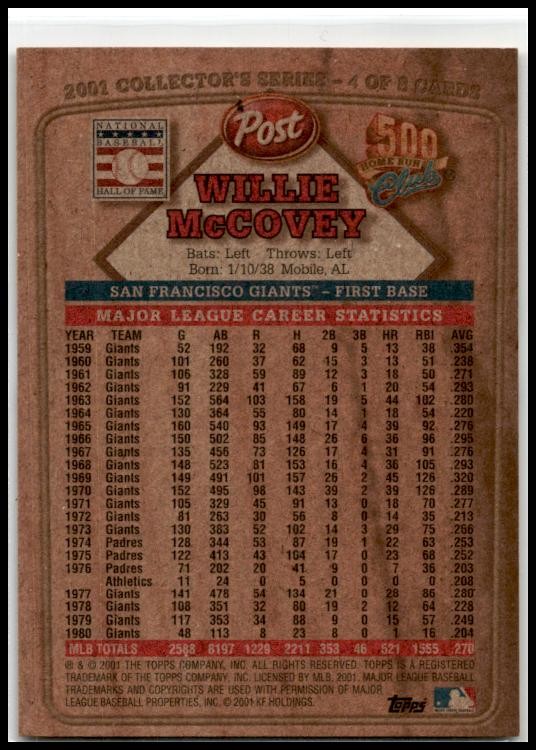 2001 COLLECTOR'S SERIES - 4 OF 8 CARDS
NATIONAL
BASEBALL
HALL OF FAME
Post
500
HOME RUN
Club®
WILLIE
McCOVEY
Bats: Left Throws: Left
Born: 1/10/38 Mobile, AL
SAN FRANCISCO GIANTS™ - FIRST BASE
MAJOR LEAGUE CAREER STATISTICS
YEAR TEAM G AB R H 2B 3B HR RBI AVG
1959 Giants 52 192 32 68 9 5 13 38 .354
1960 Giants 101 260 37 62 15 3 13 51 .238
1961 Giants 106 328 59 89 12 3 18 50 .271
1962 Giants 91 229 41 67 6 1 20 54 .293
1963 Giants 152 564 103 158 19 5 44 102 .280
1964 Giants 130 364 55 80 14 1 18 54 .220
1965 Giants 160 540 93 149 17 4 39 92 .276
1966 Giants 150 502 85 148 26 6 36 96 .295
1967 Giants 135 456 73 126 17 4 31 91 .276
1968 Giants 148 523 81 153 16 4 36 105 .293
1969 Giants 149 491 101 157 26 2 45 126 .320
1970 Giants 152 495 98 143 39 2 39 126 .289
1971 Giants 105 329 45 91 13 0 18 70 .277
1972 Giants 81 263 30 56 8 0 14 35 .213
1973 Giants 130 383 52 102 14 3 29 75 .266
1974 Padres 128 344 53 87 19 1 22 63 .253
1975 Padres 122 413 43 104 17 0 23 68 .252
1976 Padres 71 202 20 41 9 0 7 36 .203
Athletics 11 24 0 5 0 0 0 0 .208
1977 Giants 141 478 54 134 21 0 28 86 .280
1978 Giants 108 351 32 80 19 2 12 64 .228
1979 Giants 117 353 34 88 9 0 15 57 .249
1980 Giants 48 113 8 23 8 0 1 16 .204
MLB TOTALS 2588 8197 1229 2211 353 46 521 1555 .270
® & © 2001 THE TOPPS COMPANY, INC. ALL RIGHTS RESERVED. TOPPS IS A REGISTERED
TRADEMARK OF THE TOPPS COMPANY, INC. LICENSED BY MLB, 2001. MAJOR LEAGUE BASEBALL
TRADEMARKS AND COPYRIGHTS ARE USED WITH PERMISSION OF MAJOR
LEAGUE BASEBALL PROPERTIES, INC. © 2001 KF HOLDINGS.
Topps